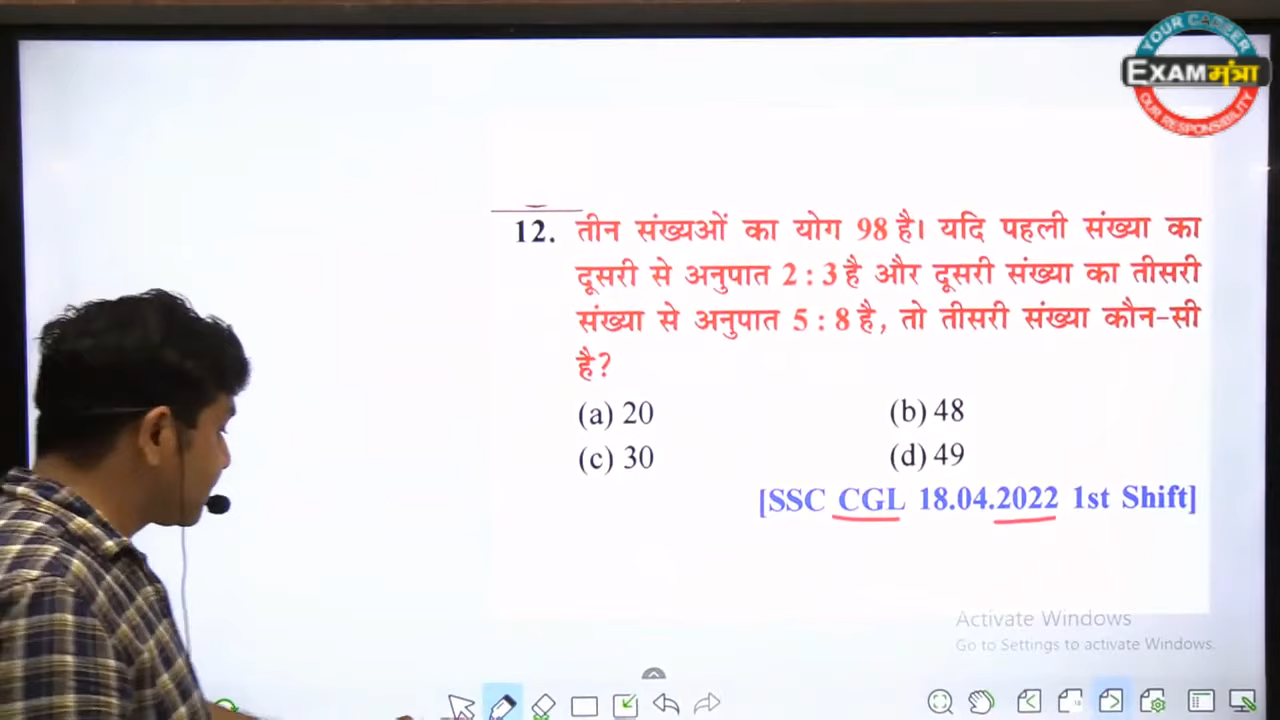 YOUR CAREER
EXAMमंत्रा
OUR RESPONSIBILITY
12. तीन संख्यओं का योग 98 है। यदि पहली संख्या का
दूसरी से अनुपात 2 : 3 है और दूसरी संख्या का तीसरी
संख्या से अनुपात 5 : 8 है, तो तीसरी संख्या कौन-सी
है?
(a) 20 (b) 48
(c) 30 (d) 49
[SSC CGL 18.04.2022 1st Shift]
Activate Windows
Go to Settings to activate Windows.